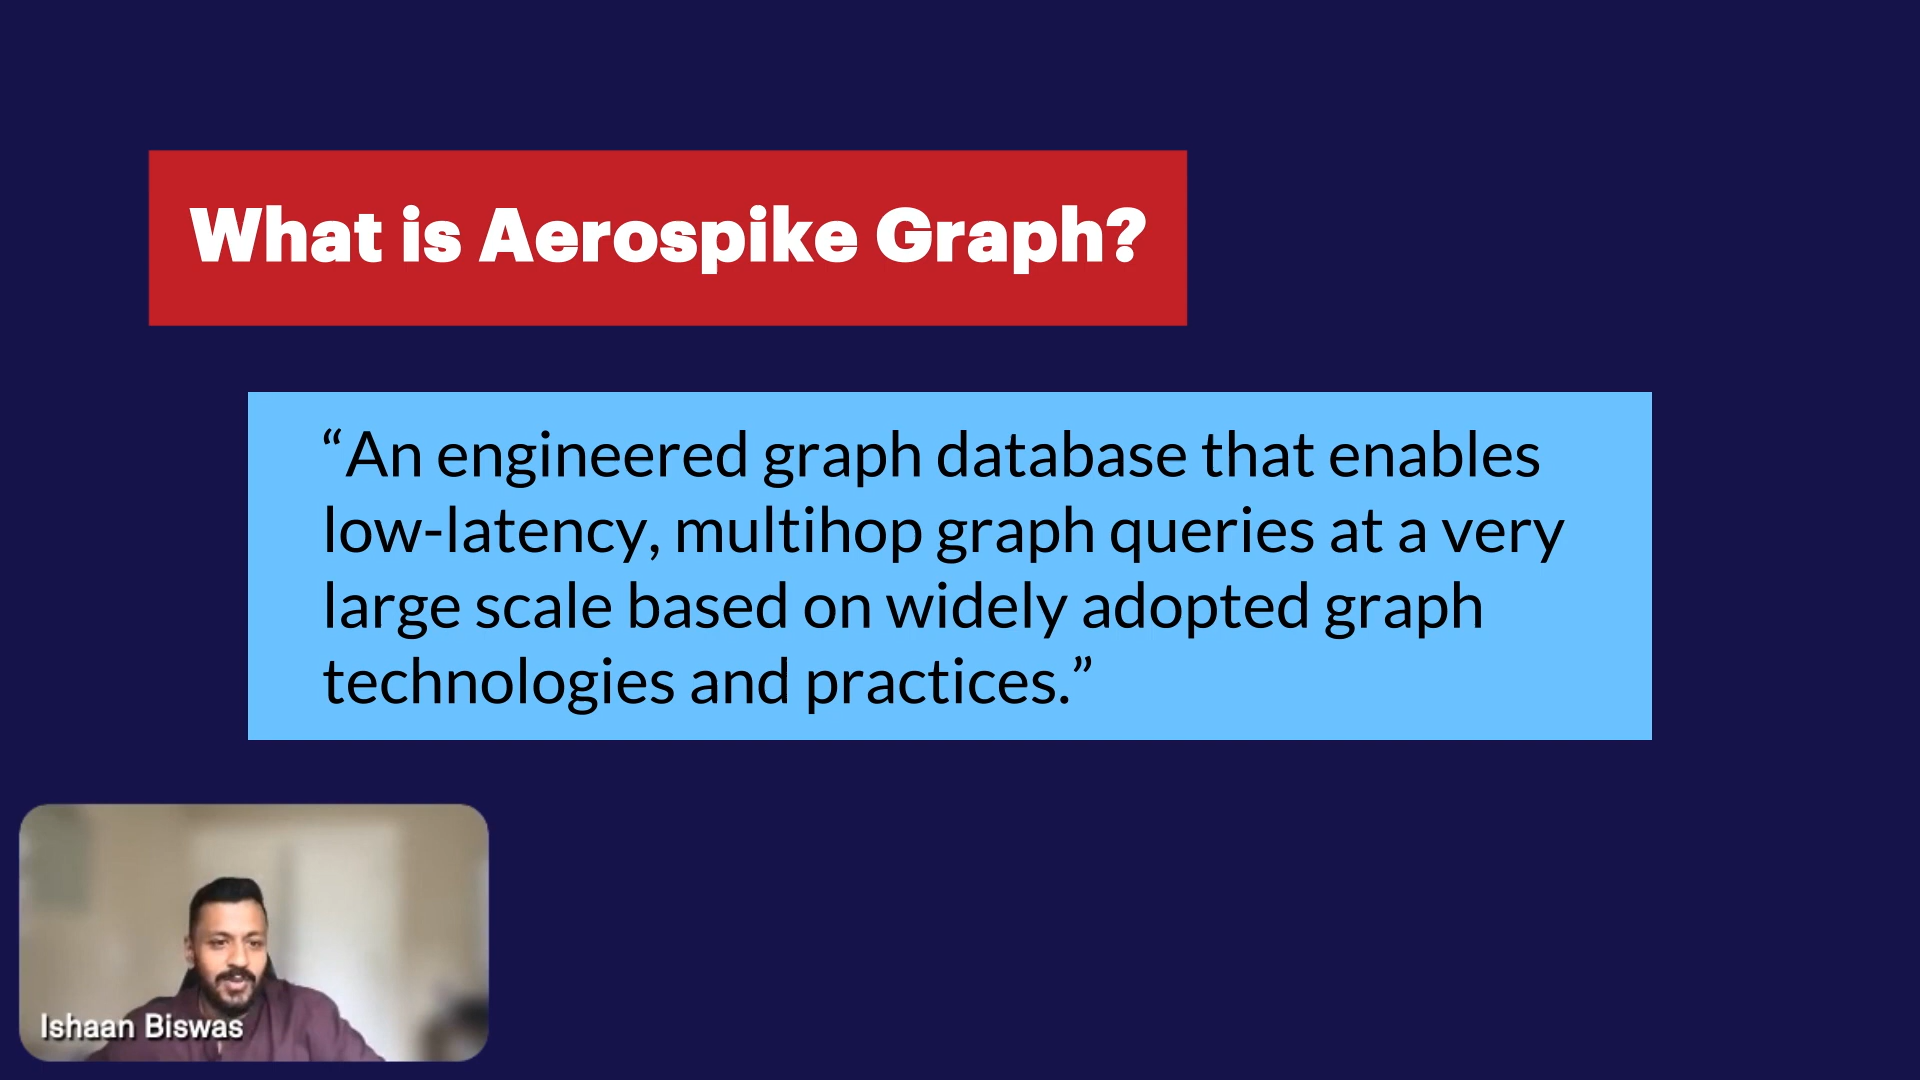 What is Aerospike Graph?
“An engineered graph database that enables
low-latency, multihop graph queries at a very
large scale based on widely adopted graph
technologies and practices.”
Ishaan Biswas